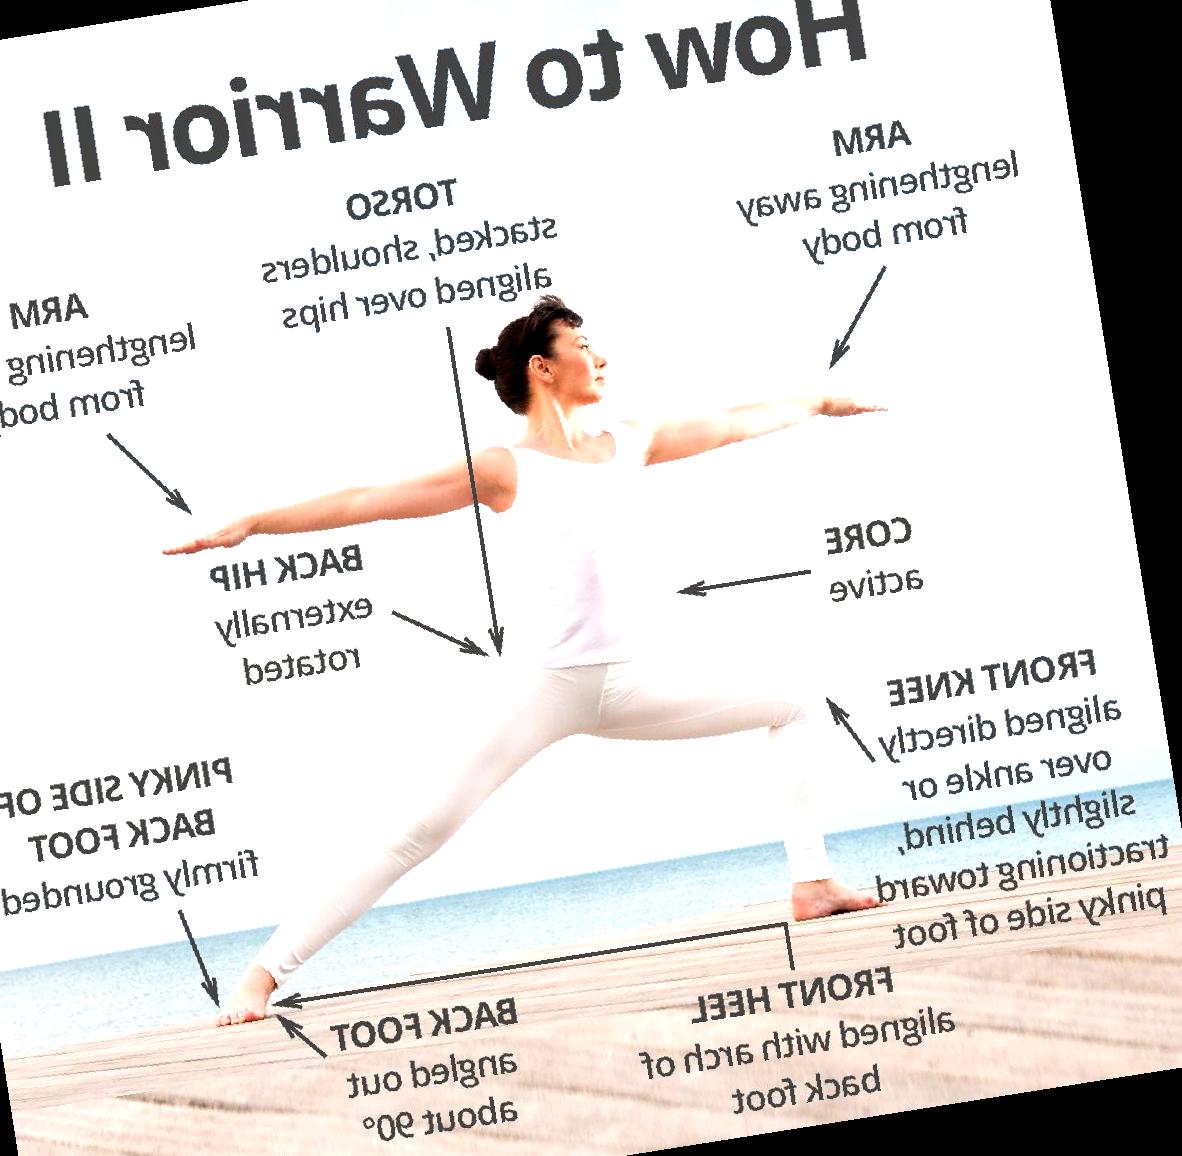 How to Warrior II
ARM
lengthening away
from body
TORSO
stacked, shoulders
aligned over hips
ARM
lengthening
from
CORE
active
BACK HIP
externally
rotated
FRONT KNEE
aligned directly
over ankle or
slightly behind,
tractioning toward
pinky side of foot
PINKY SIDE OF
BACK FOOT
firmly grounded
FRONT HEEL
aligned with arch of
back foot
BACK FOOT
angled out
about 90°